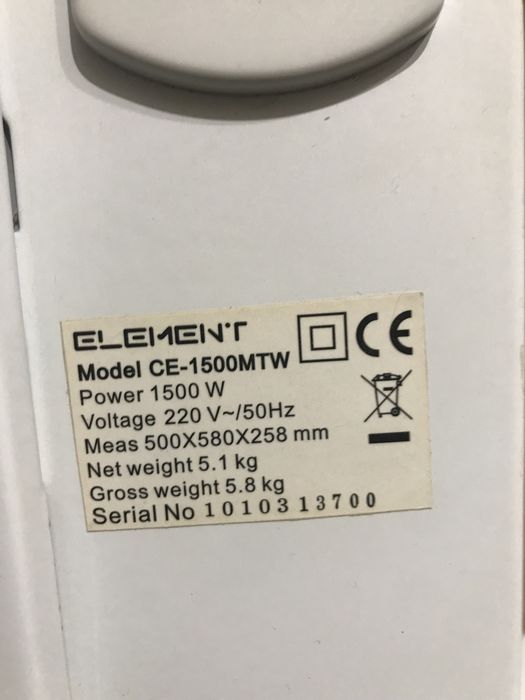 ELEMENT
Model CE-1500MTW
Power 1500 W
Voltage 220 V~/50Hz
Meas 500X580X258 mm
Net weight 5.1 kg
Gross weight 5.8 kg
Serial No 1010313700
CE